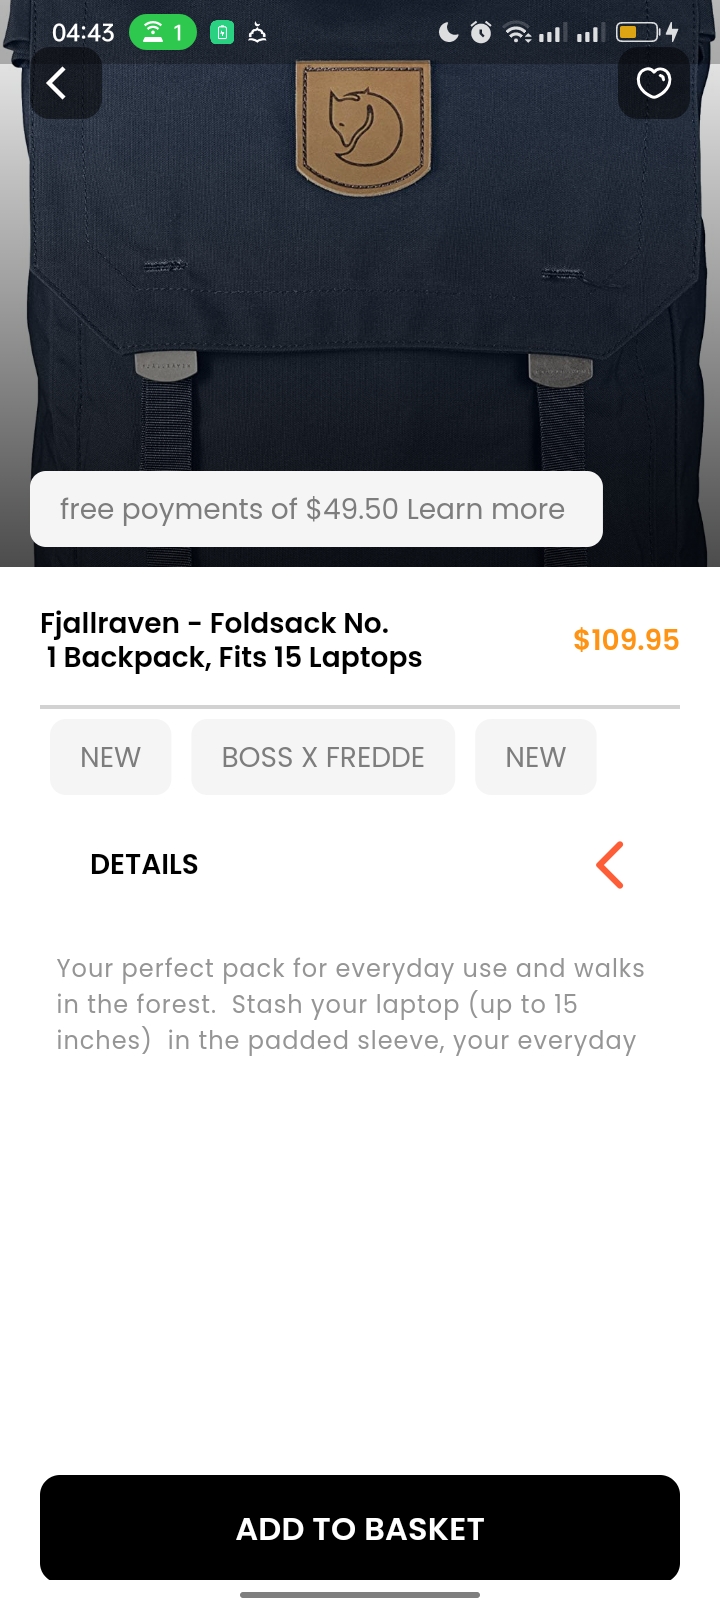 04:43
1
free poyments of $49.50 Learn more
Fjallraven - Foldsack No.
1 Backpack, Fits 15 Laptops
$109.95
NEW
BOSS X FREDDE
NEW
DETAILS
Your perfect pack for everyday use and walks
in the forest.  Stash your laptop (up to 15
inches)  in the padded sleeve, your everyday
ADD TO BASKET